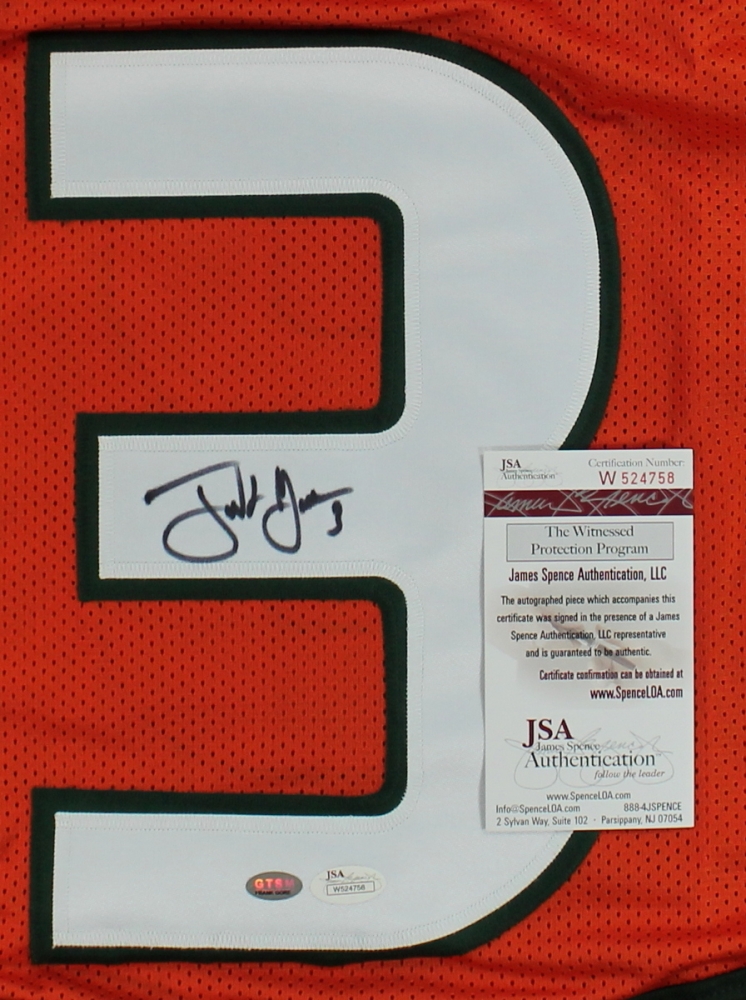 3
JSA
Authentication
Certification Number:
W 524758
The Witnessed
Protection Program
James Spence Authentication, LLC
The autographed piece which accompanies this
certificate was signed in the presence of a James
Spence Authentication, LLC representative
and is guaranteed to be authentic.
Certificate confirmation can be obtained at
www.SpenceLOA.com
JSA
James Spence
Authentication
follow the leader
www.SpenceLOA.com
Info@SpenceLOA.com 888-4JSPENCE
2 Sylvan Way, Suite 102 - Parsippany, NJ 07054
GTSM
FRANK GORE
JSA
W524758